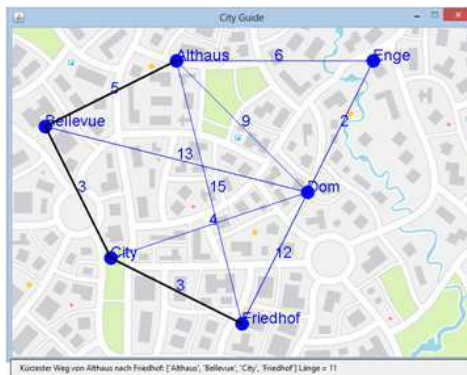 City Guide
Althaus
6
Enge
5
9
2
Bellevue
13
3
15
Dom
4
City
12
3
Friedhof
Kürzester Weg von Althaus nach Friedhof: ['Althaus', 'Bellevue', 'City', 'Friedhof'] Länge = 11